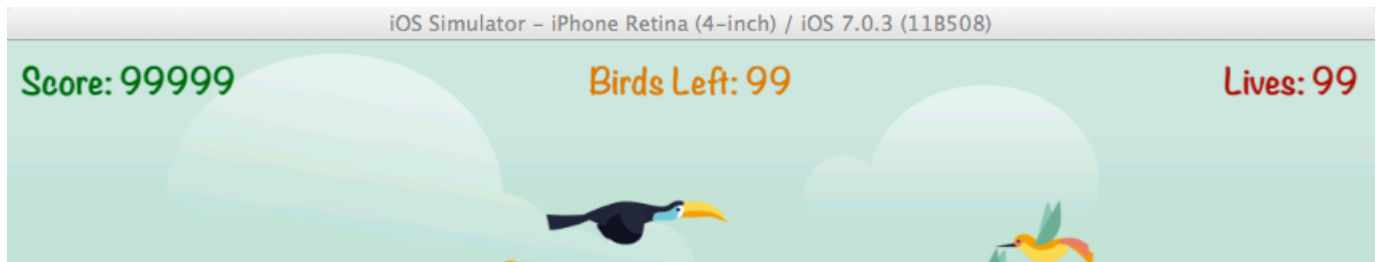 iOS Simulator – iPhone Retina (4-inch) / iOS 7.0.3 (11B508)
Score: 99999 Birds Left: 99 Lives: 99